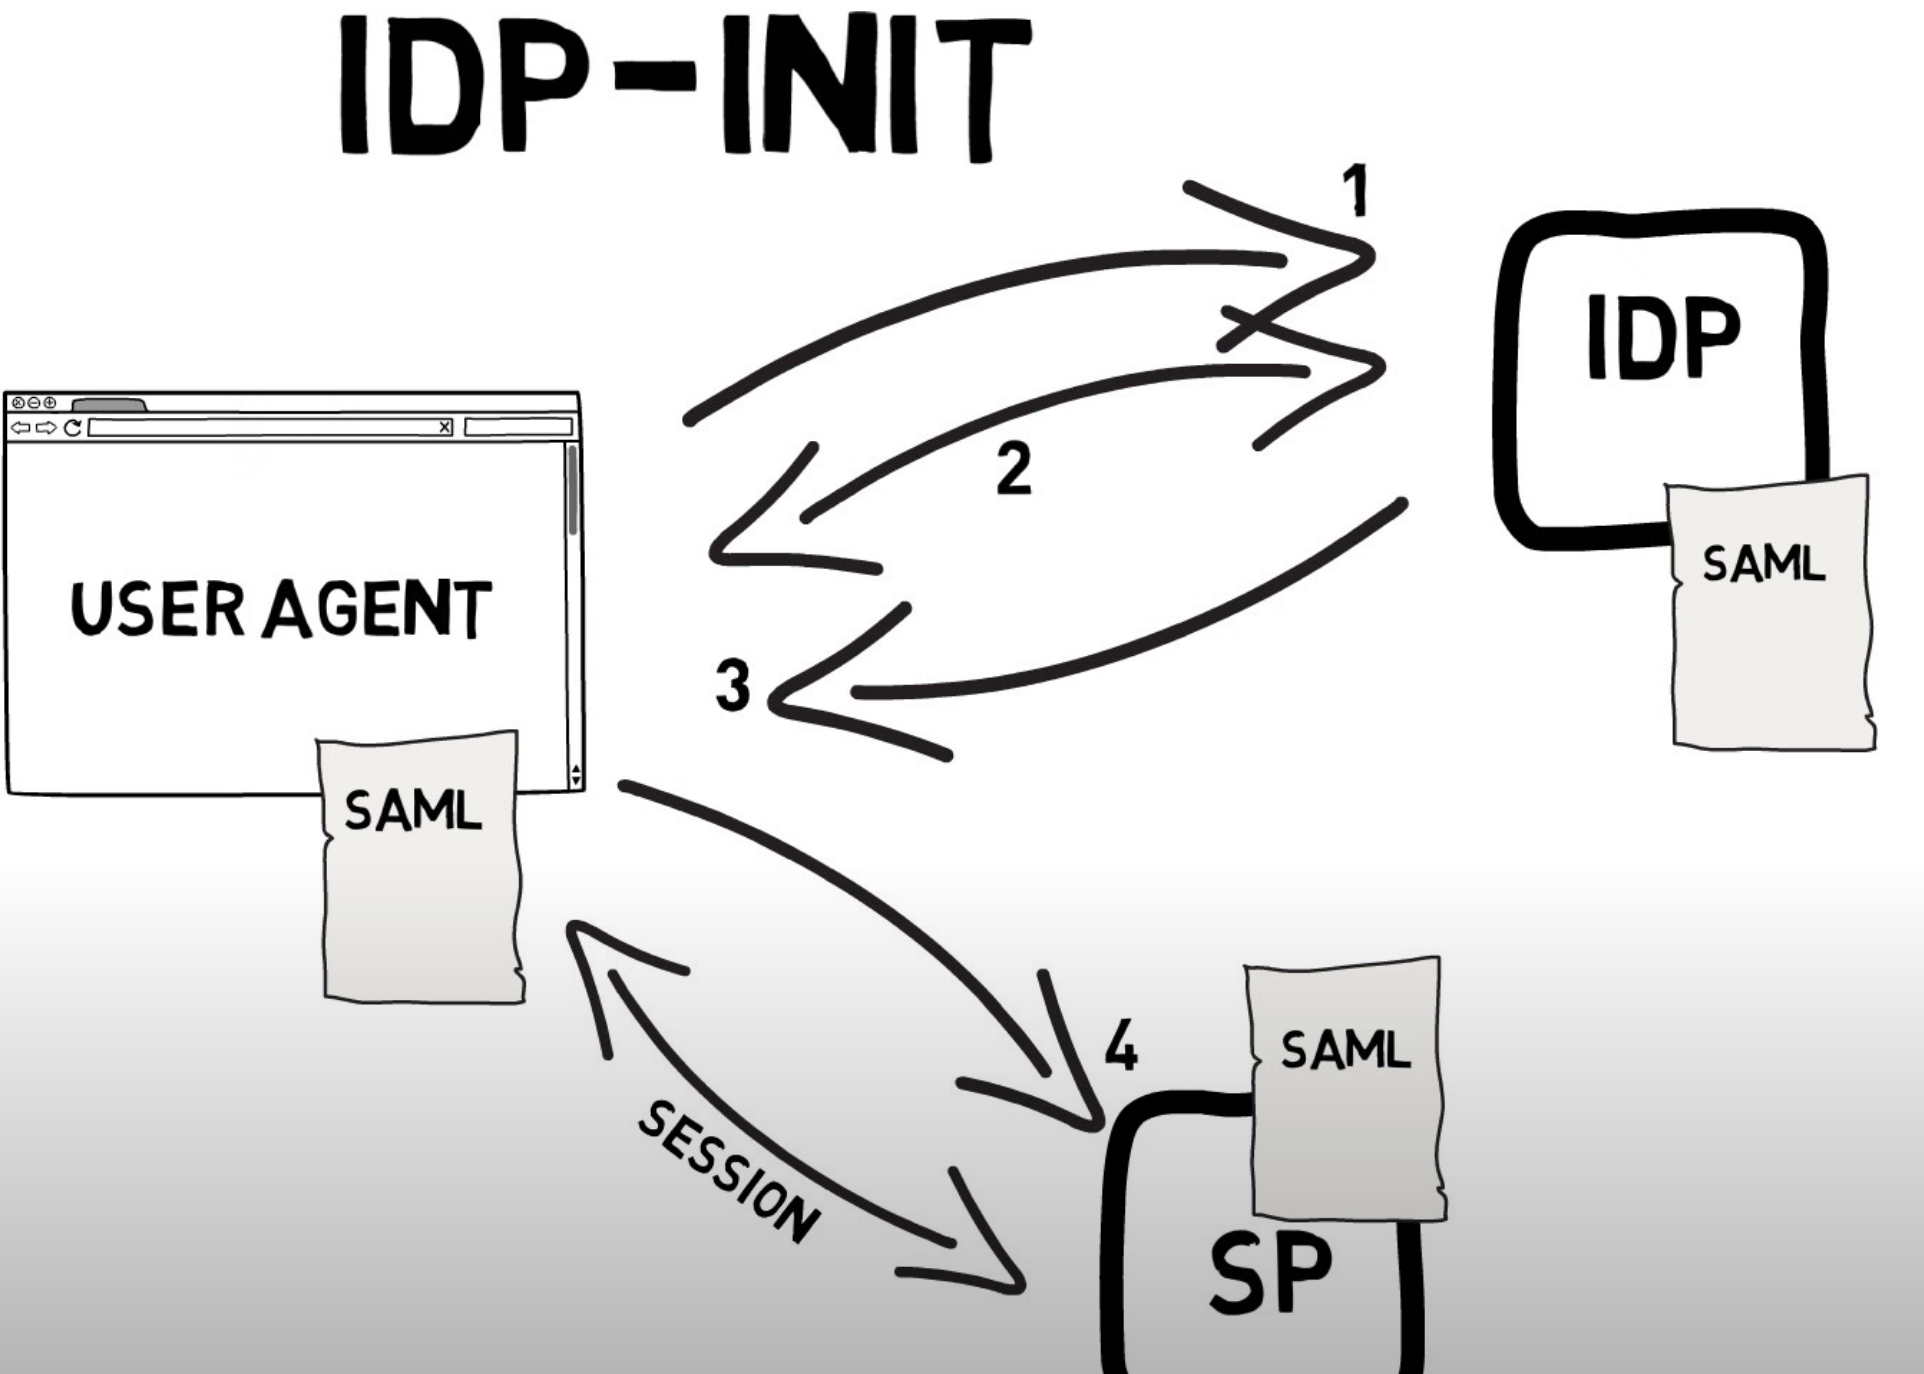 IDP-INIT
1
IDP
2
SAML
USER AGENT
3
SAML
4
SAML
SESSION
SP